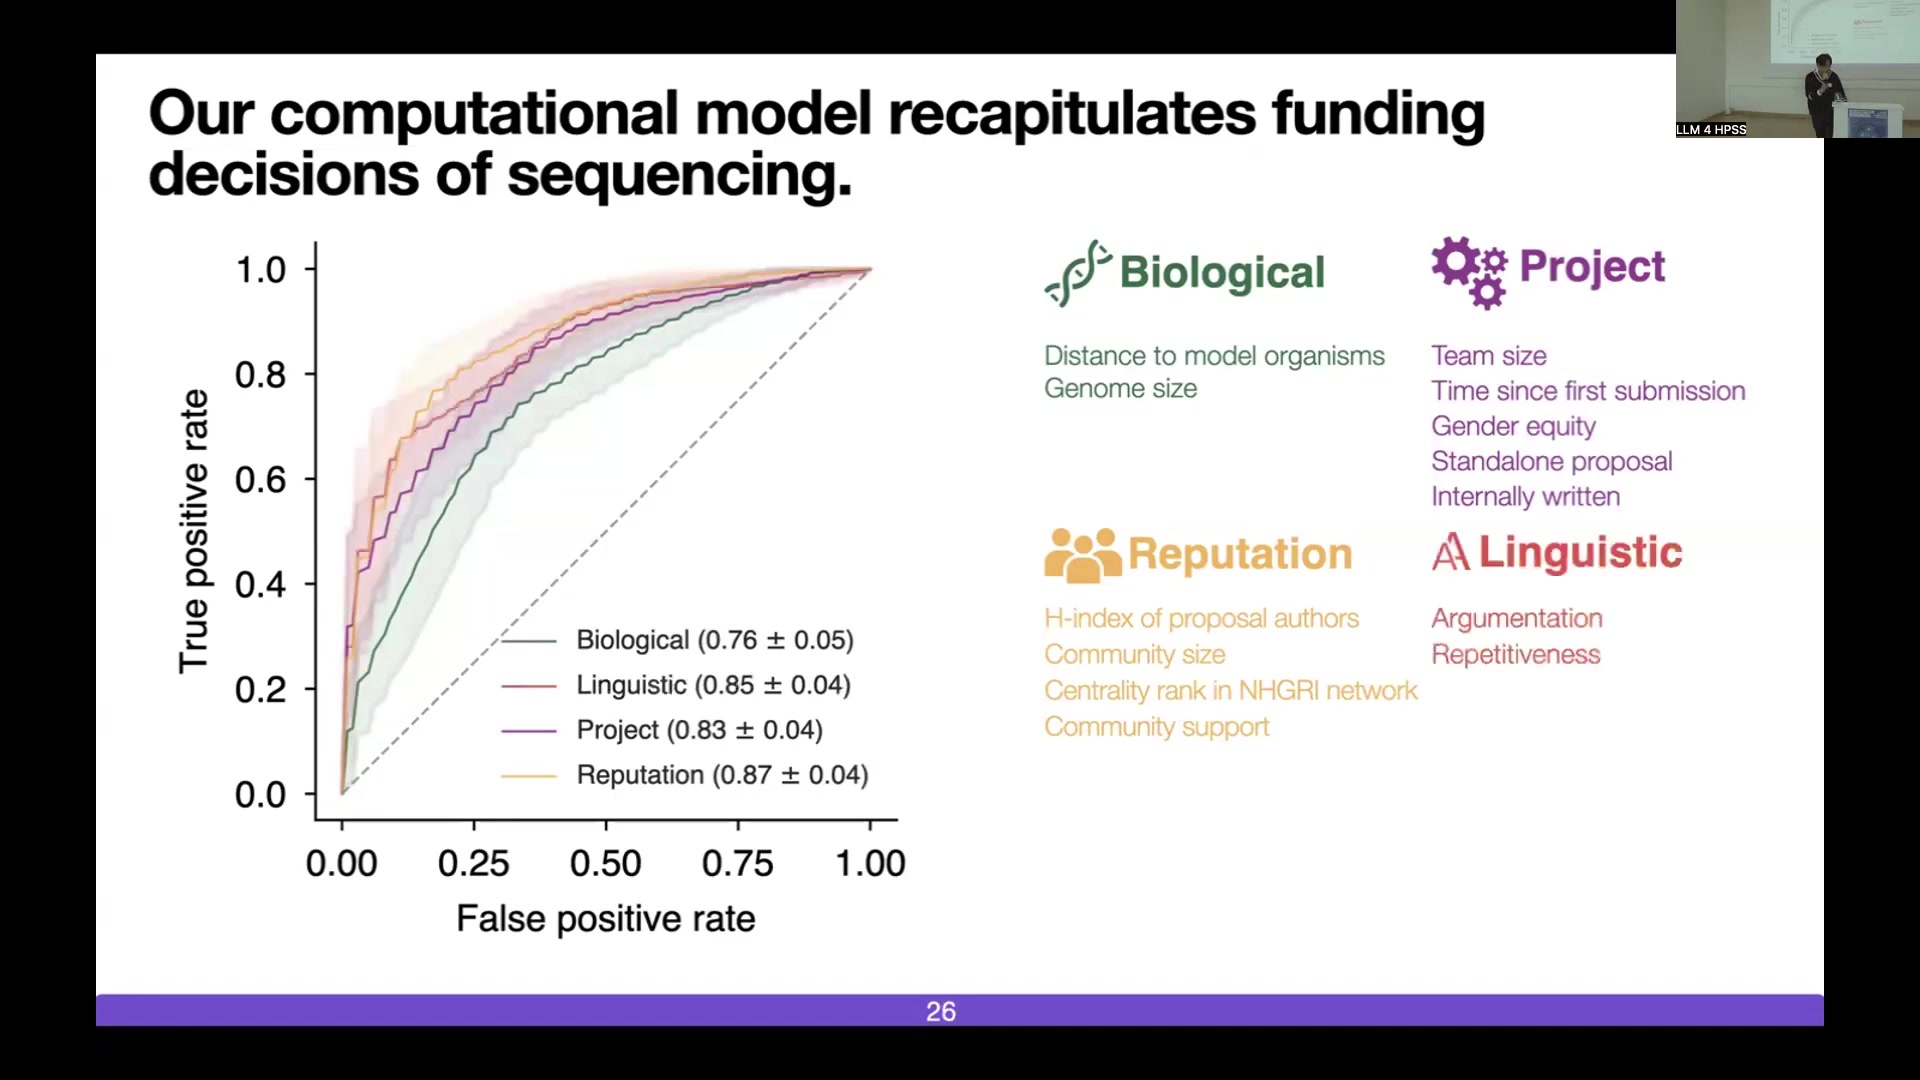 Our computational model recapitulates funding
decisions of sequencing.
LLM 4 HPSS
True positive rate
1.0
0.8
0.6
0.4
0.2
0.0
Biological (0.76 ± 0.05)
Linguistic (0.85 ± 0.04)
Project (0.83 ± 0.04)
Reputation (0.87 ± 0.04)
0.00 0.25 0.50 0.75 1.00
False positive rate
Biological
Distance to model organisms
Genome size
Project
Team size
Time since first submission
Gender equity
Standalone proposal
Internally written
Reputation
H-index of proposal authors
Community size
Centrality rank in NHGRI network
Community support
Linguistic
Argumentation
Repetitiveness
26